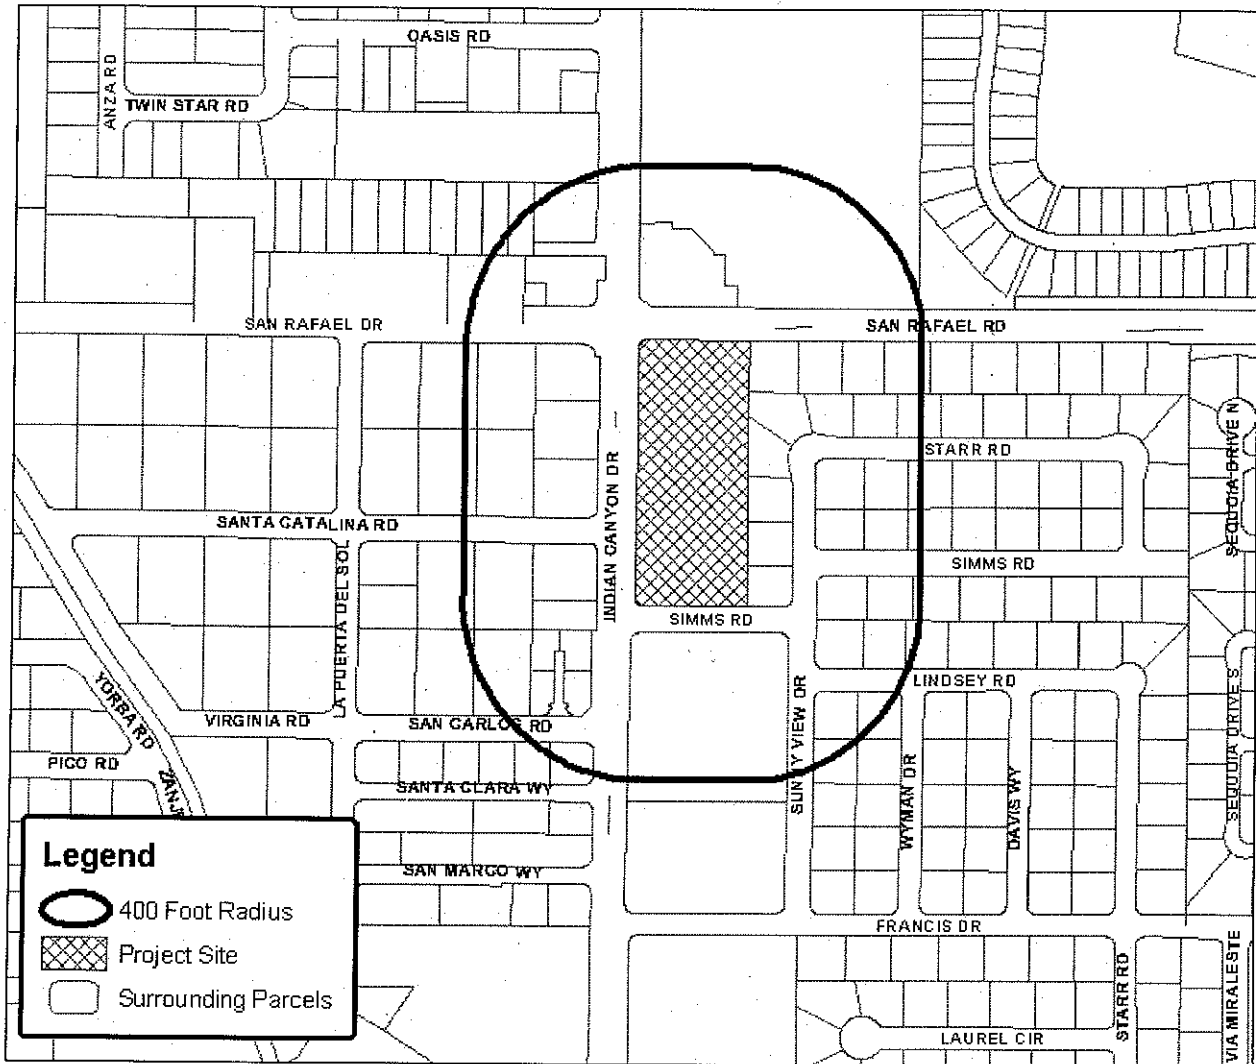 OASIS RD
ANZA RD
TWIN STAR RD
SAN RAFAEL DR
SAN RAFAEL RD
STARR RD
SEQUOIA DRIVE N
INDIAN CANYON DR
SANTA CATALINA RD
LA PUERTA DEL SOL
SIMMS RD
SIMMS RD
LINDSEY RD
YORBA RD
VIRGINIA RD
SAN CARLOS RD
SUNNY VIEW DR
SEQUOIA DRIVE S
PICO RD
SANTA CLARA WY
WYMAN DR
DAVIS WY
SAN MARCO WY
FRANCIS DR
STARR RD
VIA MIRALESTE
LAUREL CIR
Legend
400 Foot Radius
Project Site
Surrounding Parcels